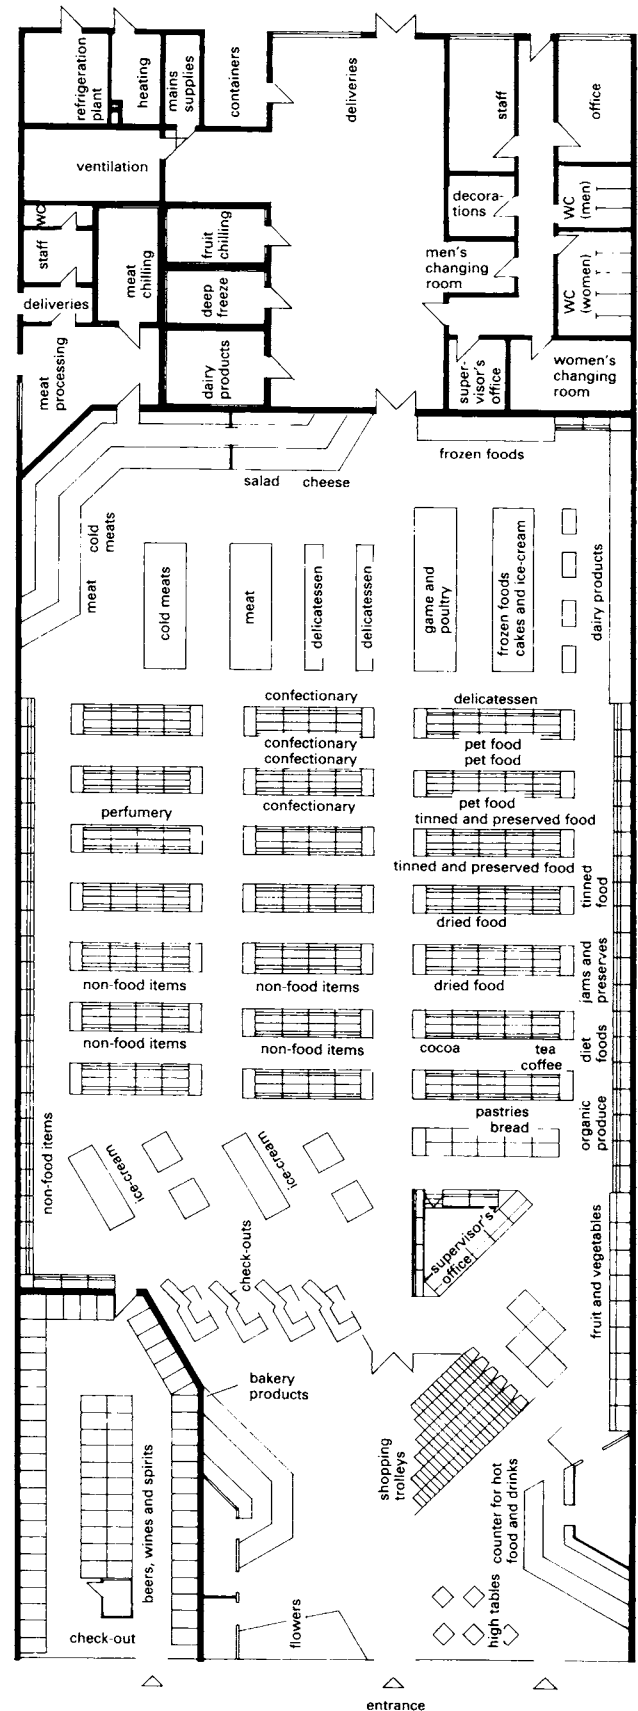 refrigeration
plant
heating
mains
supplies
containers
deliveries
staff
office
ventilation
WC
staff
deliveries
meat
chilling
fruit
chilling
deep
freeze
dairy
products
decora-
tions
WC
(men)
men's
changing
room
WC
(women)
meat
processing
super-
visor's
office
women's
changing
room
salad
cheese
frozen foods
cold
meats
meat
cold meats
meat
delicatessen
delicatessen
game and
poultry
frozen foods
cakes and ice-cream
dairy products
confectionary
delicatessen
confectionary
pet food
confectionary
pet food
perfumery
confectionary
pet food
tinned and preserved food
tinned and preserved food
tinned
food
dried food
non-food items
non-food items
dried food
jams and
preserves
non-food items
non-food items
cocoa
tea
coffee
diet
foods
pastries
bread
organic
produce
non-food items
ice-cream
ice-cream
check-outs
supervisor's
office
fruit and vegetables
bakery
products
shopping
trolleys
beers, wines and spirits
counter for hot
food and drinks
high tables
flowers
check-out
entrance